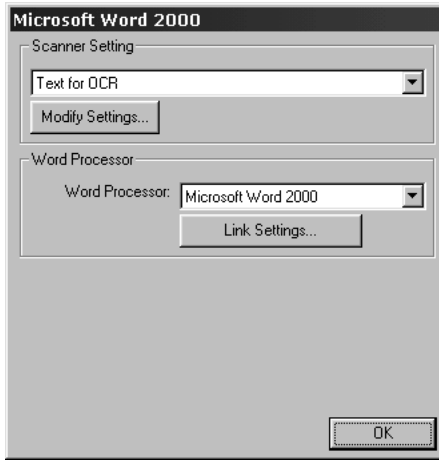 Microsoft Word 2000
Scanner Setting
Text for OCR
Modify Settings...
Word Processor
Word Processor: Microsoft Word 2000
Link Settings...
OK